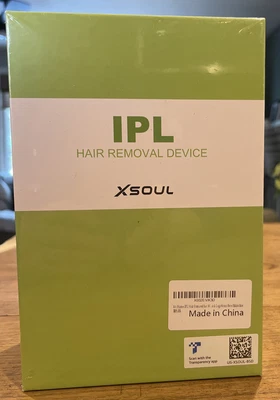 IPL
HAIR REMOVAL DEVICE
XSOUL
Made in China
Scan with the
Transparency app